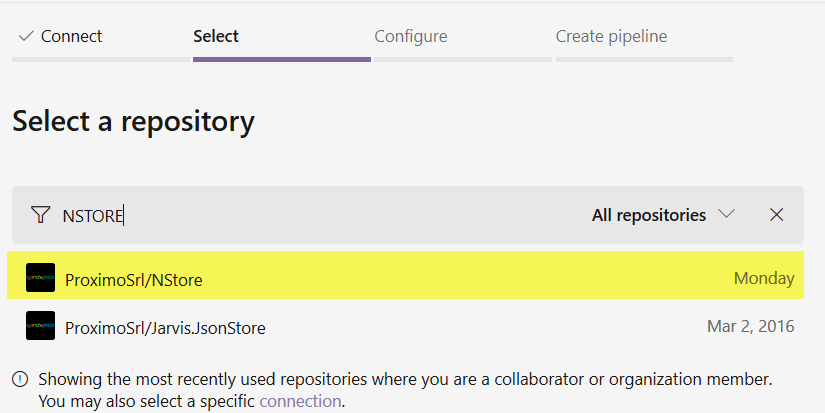 Connect Select Configure Create pipeline
Select a repository
NSTORE All repositories
ProximoSrl/NStore Monday
ProximoSrl/Jarvis.JsonStore Mar 2, 2016
Showing the most recently used repositories where you are a collaborator or organization member.
You may also select a specific connection.